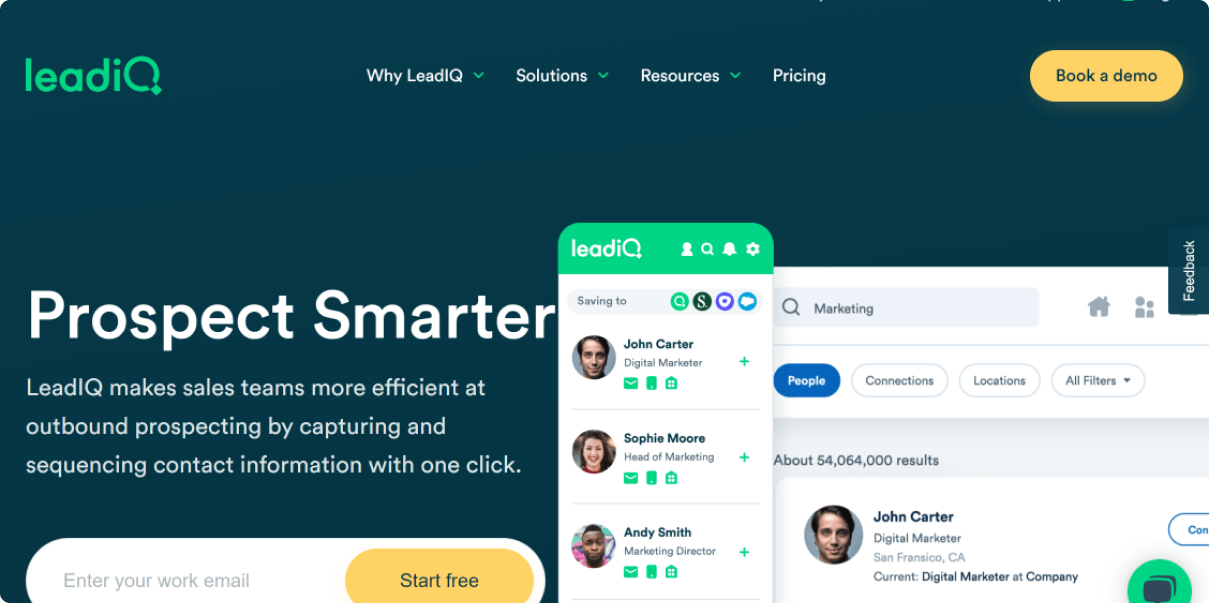 leadiQ
Why LeadIQ
Solutions
Resources
Pricing
Book a demo
Feedback
Prospect Smarter
LeadIQ makes sales teams more efficient at
outbound prospecting by capturing and
sequencing contact information with one click.
Enter your work email
Start free
leadiQ
Saving to
S.
John Carter
Digital Marketer
Sophie Moore
Head of Marketing
Andy Smith
Marketing Director
Marketing
People
Connections
Locations
All Filters
About 54,064,000 results
John Carter
Digital Marketer
San Fransico, CA
Current: Digital Marketer at Company
Con